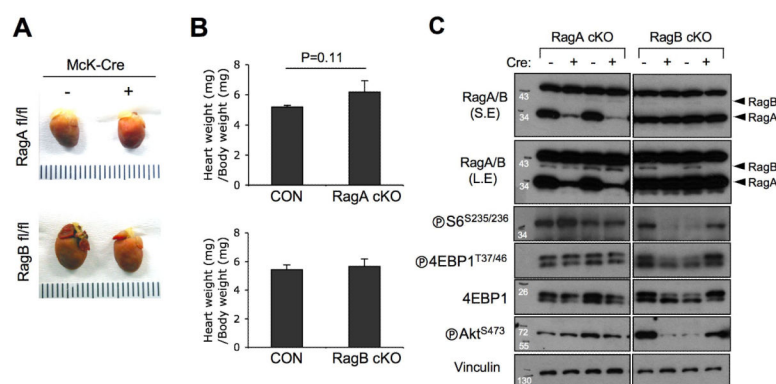 A
McK-Cre
- +
RagA fl/fl
RagB fl/fl
B
P=0.11
Heart weight (mg)
/Body weight (mg)
8
6
4
2
0
CON RagA cKO
Heart weight (mg)
/Body weight (mg)
8
6
4
2
0
CON RagB cKO
C
RagA cKO RagB cKO
Cre: - + - + - + - +
RagA/B
(S.E)
43
34
RagB
RagA
RagA/B
(L.E)
43
34
RagB
RagA
ⓅS6S235/236
34
Ⓟ4EBP1T37/46
4EBP1
26
ⓅAktS473
72
55
Vinculin
130